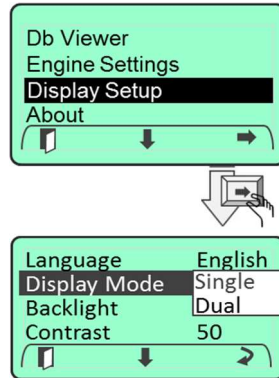 Db Viewer
Engine Settings
Display Setup
About
Language English
Display Mode Single
Backlight Dual
Contrast 50